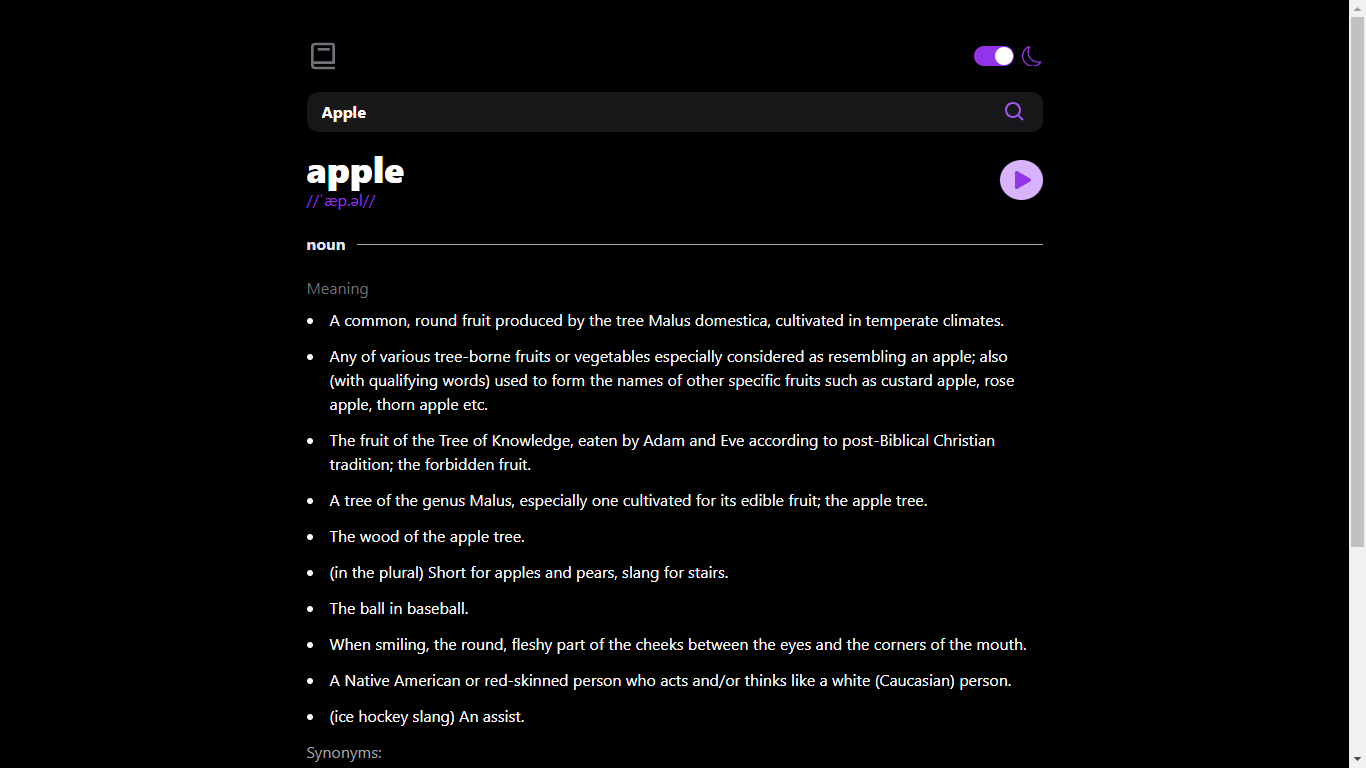 Apple
apple
//ˈæp.əl//
noun
Meaning
A common, round fruit produced by the tree Malus domestica, cultivated in temperate climates.
Any of various tree-borne fruits or vegetables especially considered as resembling an apple; also
(with qualifying words) used to form the names of other specific fruits such as custard apple, rose
apple, thorn apple etc.
The fruit of the Tree of Knowledge, eaten by Adam and Eve according to post-Biblical Christian
tradition; the forbidden fruit.
A tree of the genus Malus, especially one cultivated for its edible fruit; the apple tree.
The wood of the apple tree.
(in the plural) Short for apples and pears, slang for stairs.
The ball in baseball.
When smiling, the round, fleshy part of the cheeks between the eyes and the corners of the mouth.
A Native American or red-skinned person who acts and/or thinks like a white (Caucasian) person.
(ice hockey slang) An assist.
Synonyms: